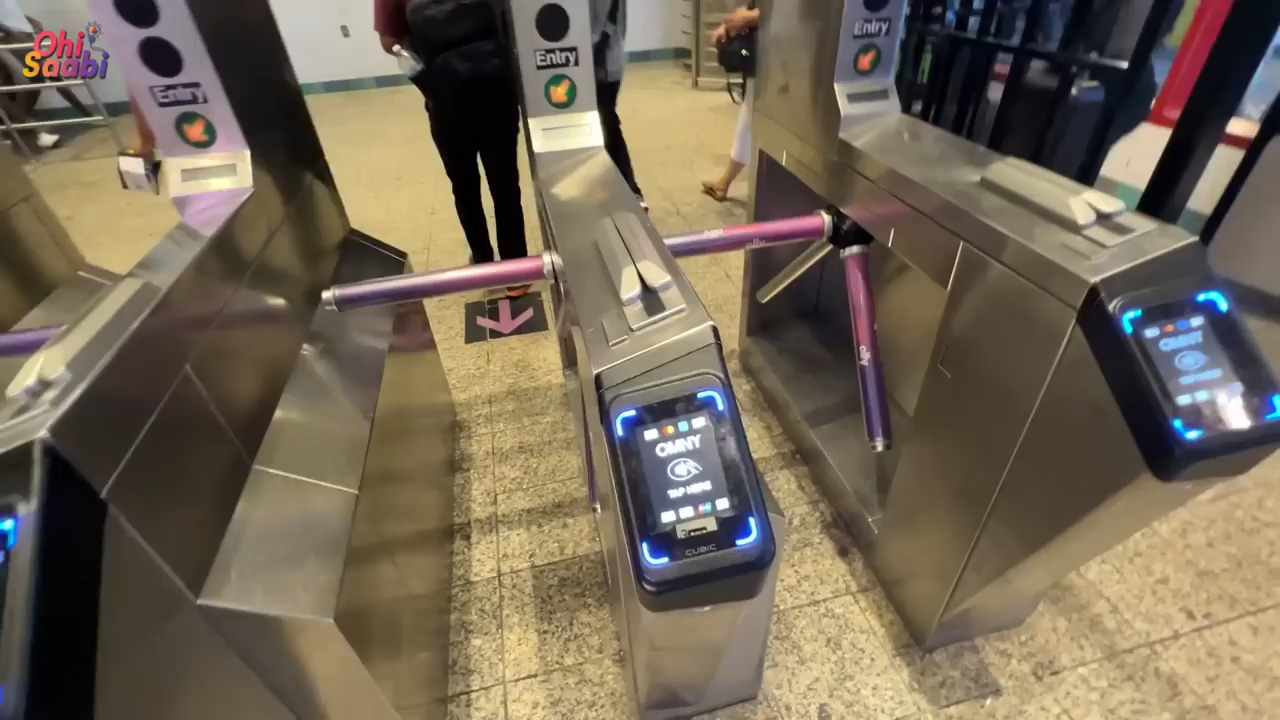 Ohi
Saabi
Entry
Entry
Entry
OMNY
TAP HERE
CUBIC
OMNY